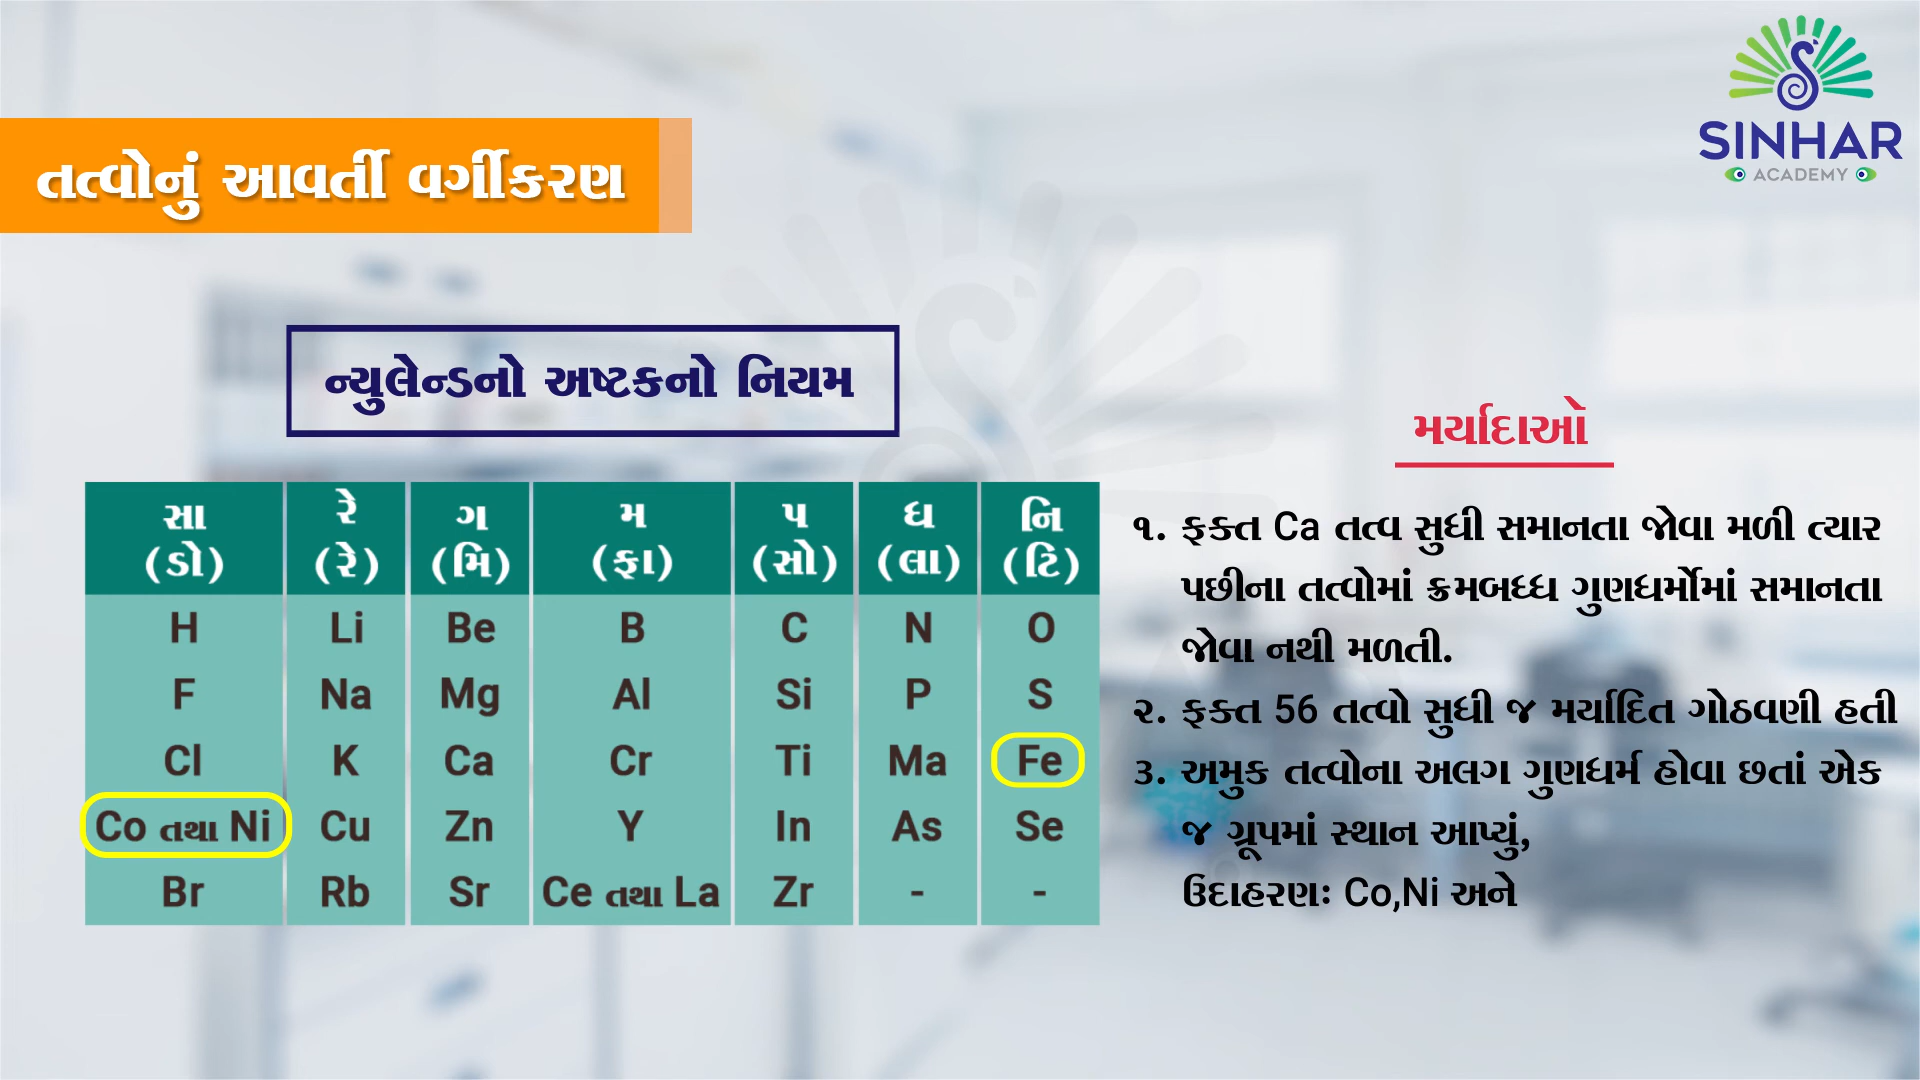 SINHAR
ACADEMY
તત્વોનું આવર્તી વર્ગીકરણ
ન્યુલેન્ડનો અષ્ટકનો નિયમ
સા રે ગ મ પ ધ નિ
(ડો) (રે) (મિ) (ફા) (સો) (લા) (ટિ)
H Li Be B C N O
F Na Mg Al Si P S
Cl K Ca Cr Ti Ma Fe
Co તથા Ni Cu Zn Y In As Se
Br Rb Sr Ce તથા La Zr - -
મર્યાદાઓ
૧. ફક્ત Ca તત્વ સુધી સમાનતા જોવા મળી ત્યાર
પછીના તત્વોમાં ક્રમબધ્ધ ગુણધર્મોમાં સમાનતા
જોવા નથી મળતી.
૨. ફક્ત 56 તત્વો સુધી જ મર્યાદિત ગોઠવણી હતી
૩. અમુક તત્વોના અલગ ગુણધર્મ હોવા છતાં એક
જ ગ્રૂપમાં સ્થાન આપ્યું,
ઉદાહરણઃ Co,Ni અને